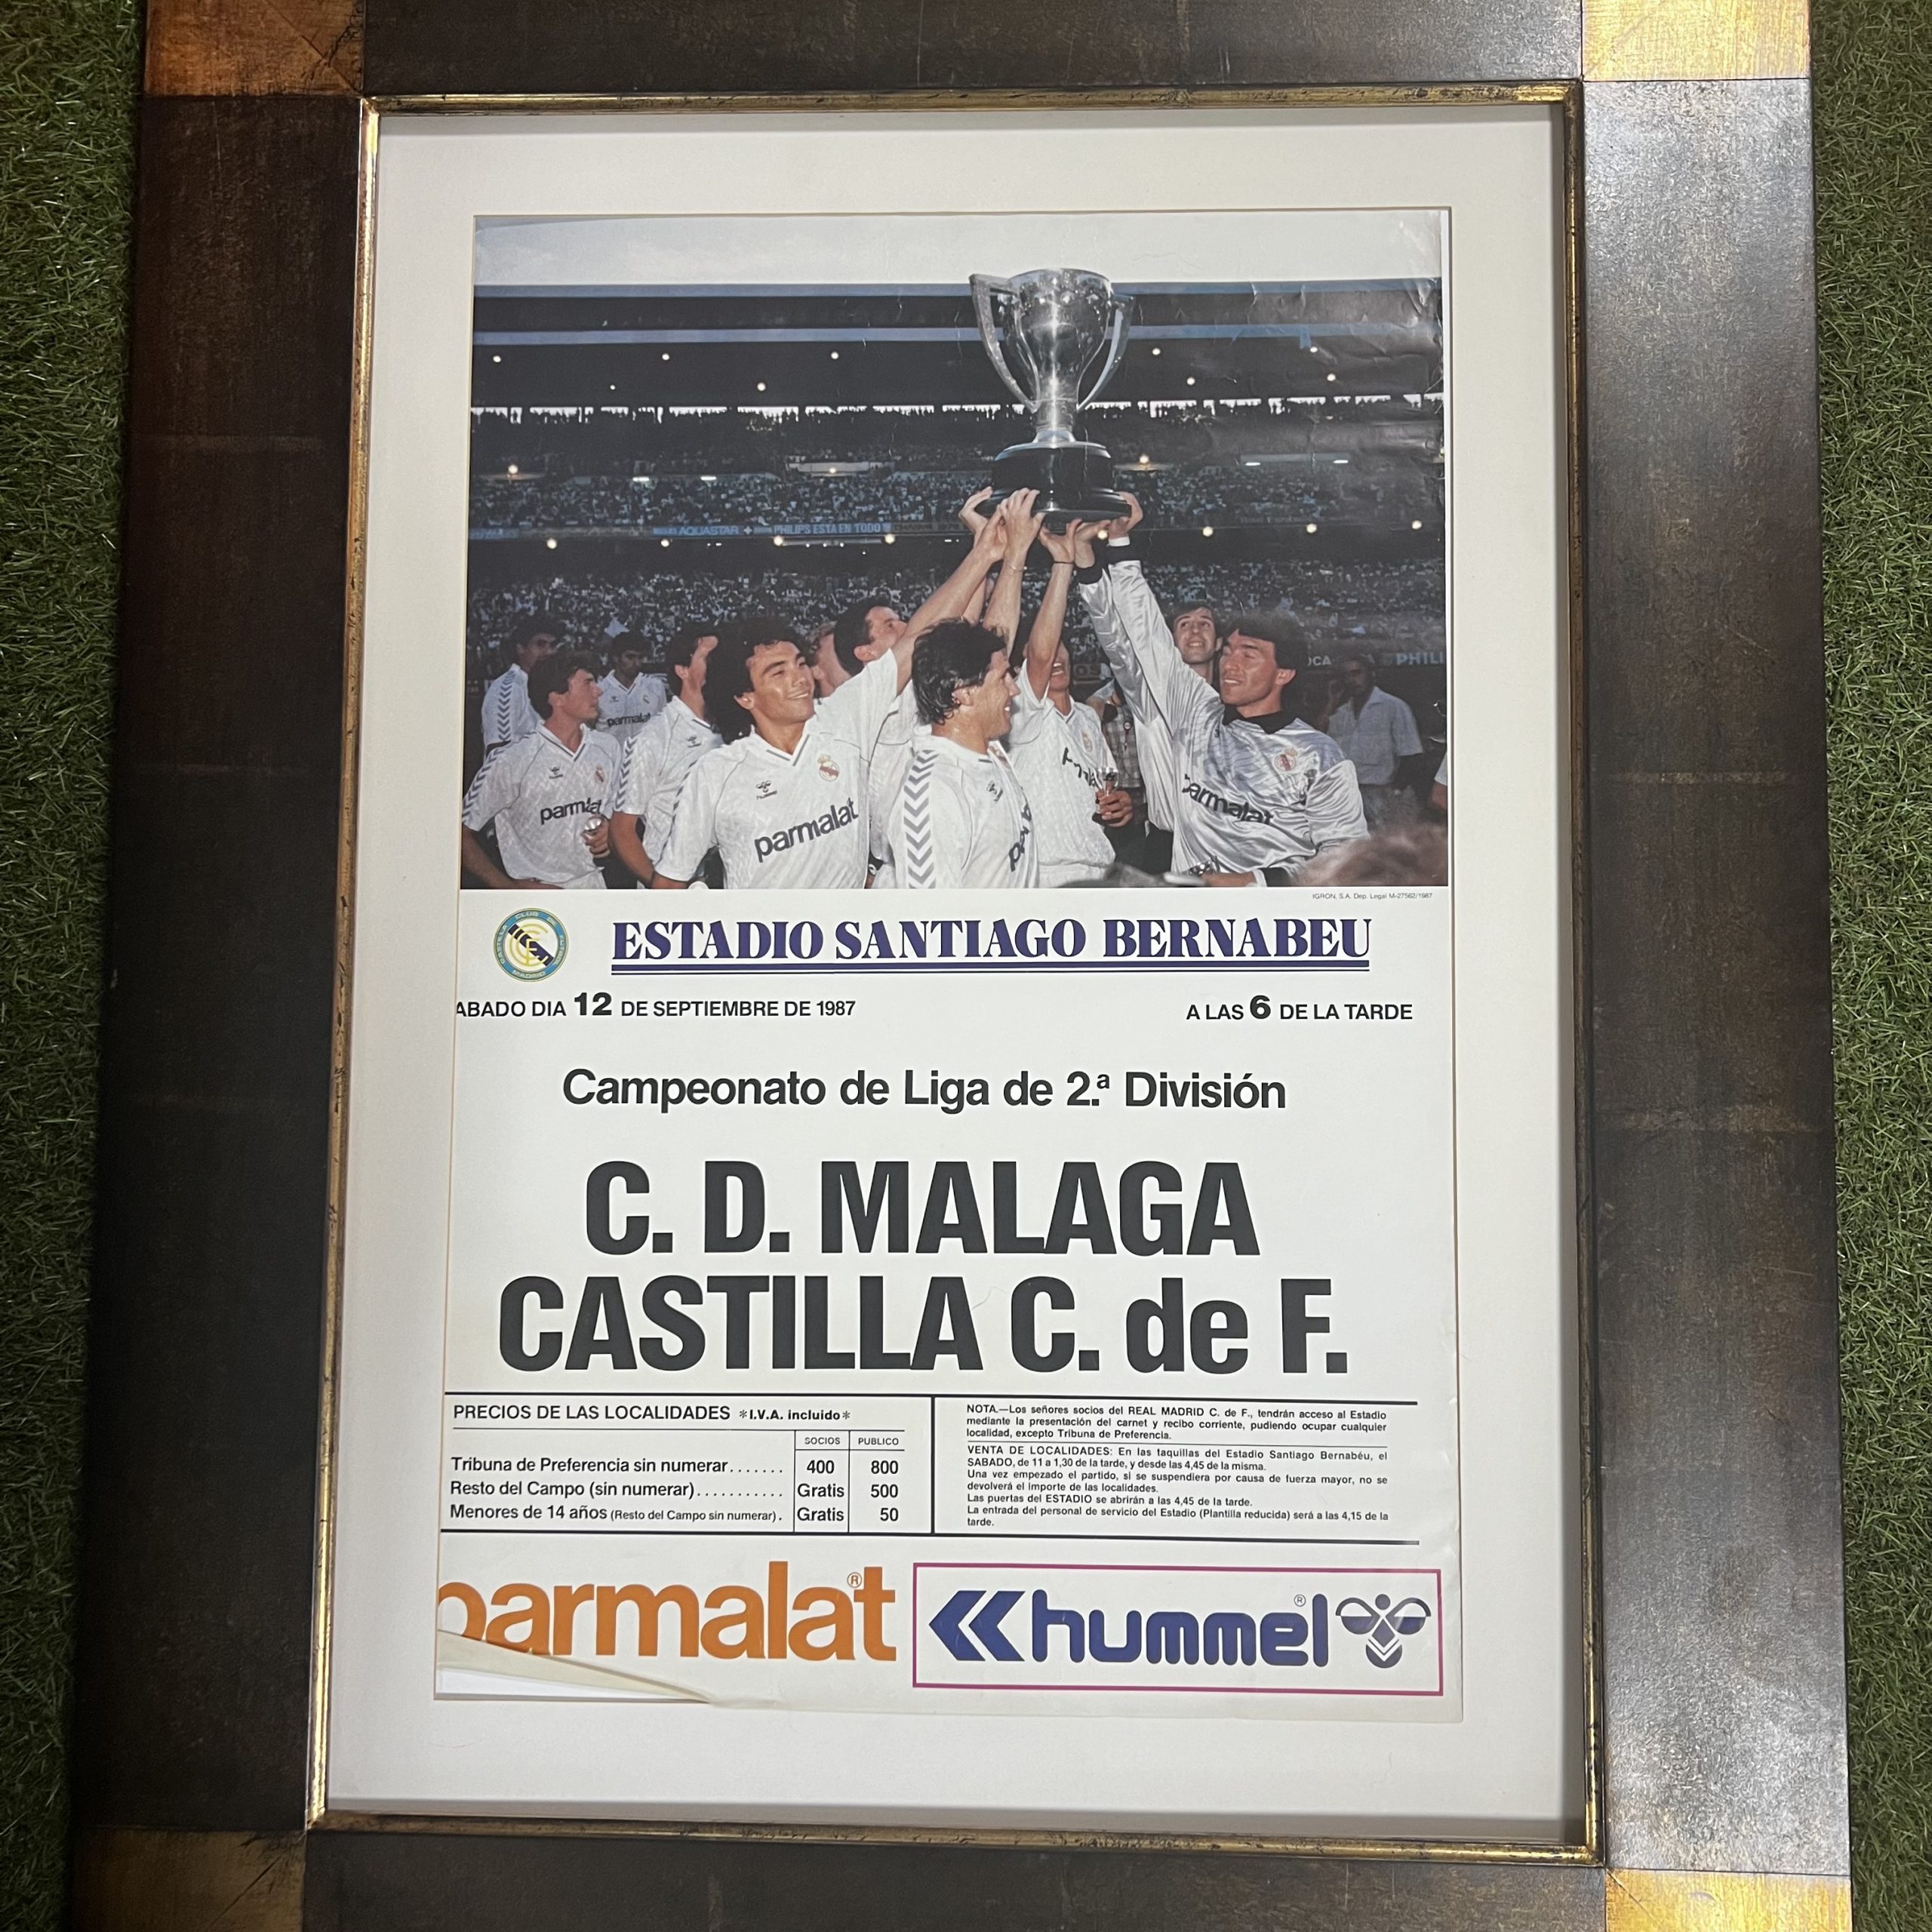 AQUASTAR + PHILIPS ESTA EN TODO
PHILI
parmalat
parmalat
hummel
parmalat
parmalat
IGRON, S.A. Dep. Legal M-27562/1987
ESTADIO SANTIAGO BERNABEU
ABADO DIA 12 DE SEPTIEMBRE DE 1987 A LAS 6 DE LA TARDE
Campeonato de Liga de 2.ª División
C. D. MALAGA
CASTILLA C. de F.
PRECIOS DE LAS LOCALIDADES *I.V.A. incluido*
SOCIOS PUBLICO
Tribuna de Preferencia sin numerar....... 400 800
Resto del Campo (sin numerar)........... Gratis 500
Menores de 14 años (Resto del Campo sin numerar). Gratis 50
NOTA.—Los señores socios del REAL MADRID C. de F., tendrán acceso al Estadio
mediante la presentación del carnet y recibo corriente, pudiendo ocupar cualquier
localidad, excepto Tribuna de Preferencia.
VENTA DE LOCALIDADES: En las taquillas del Estadio Santiago Bernabéu, el
SABADO, de 11 a 1,30 de la tarde, y desde las 4,45 de la misma.
Una vez empezado el partido, si se suspendiera por causa de fuerza mayor, no se
devolverá el importe de las localidades.
Las puertas del ESTADIO se abrirán a las 4,45 de la tarde.
La entrada del personal de servicio del Estadio (Plantilla reducida) será a las 4,15 de la
tarde.
parmalat®
hummel®